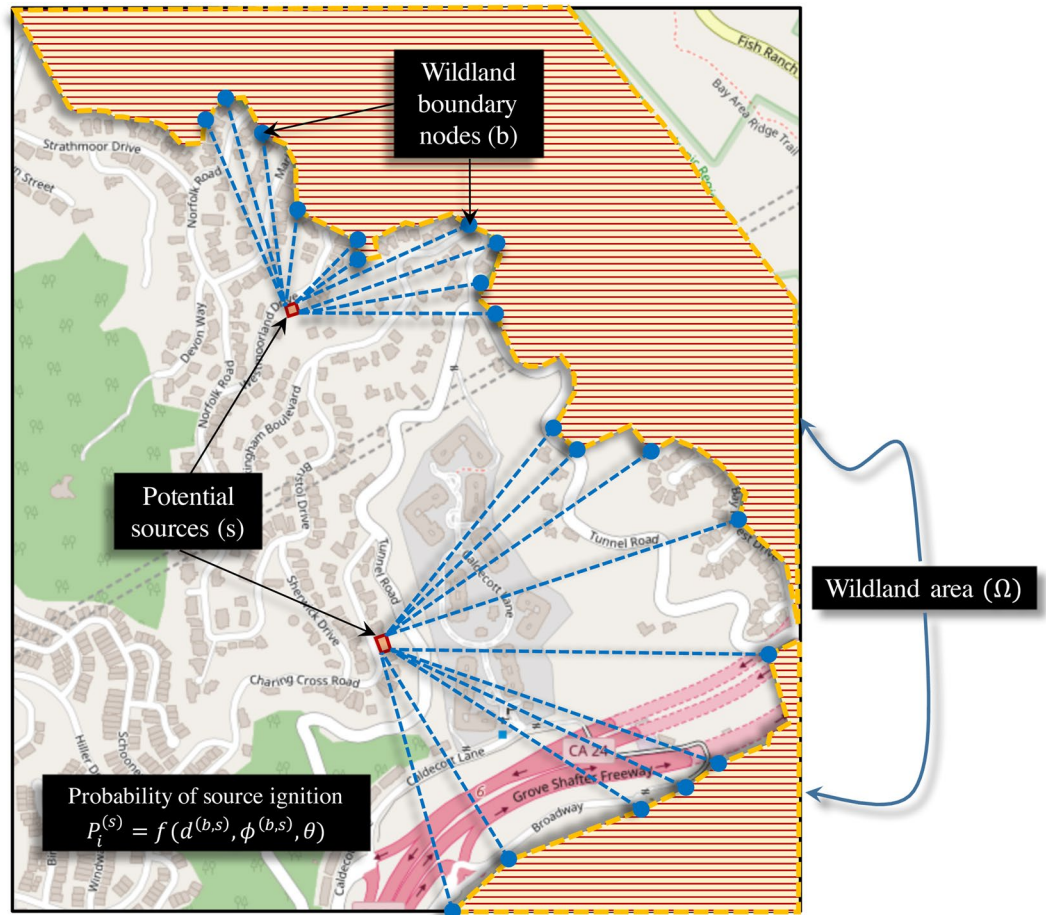 Fish Ranch
Bay Area Ridge Trail
Wildland
boundary
nodes (b)
Strathmoor Drive
Norfolk Road
Devon Way
Westmoorland Drive
Norfolk Road
Bristol Drive
Potential
sources (s)
Tunnel Road
Tunnel Road
Caldecott Lane
Wildland area (Ω)
Charing Cross Road
Caldecott Lane
CA 24
Grove Shafter Freeway
6
Broadway
Probability of source ignition
P_i^{(s)} = f(d^{(b,s)}, ϕ^{(b,s)}, θ)